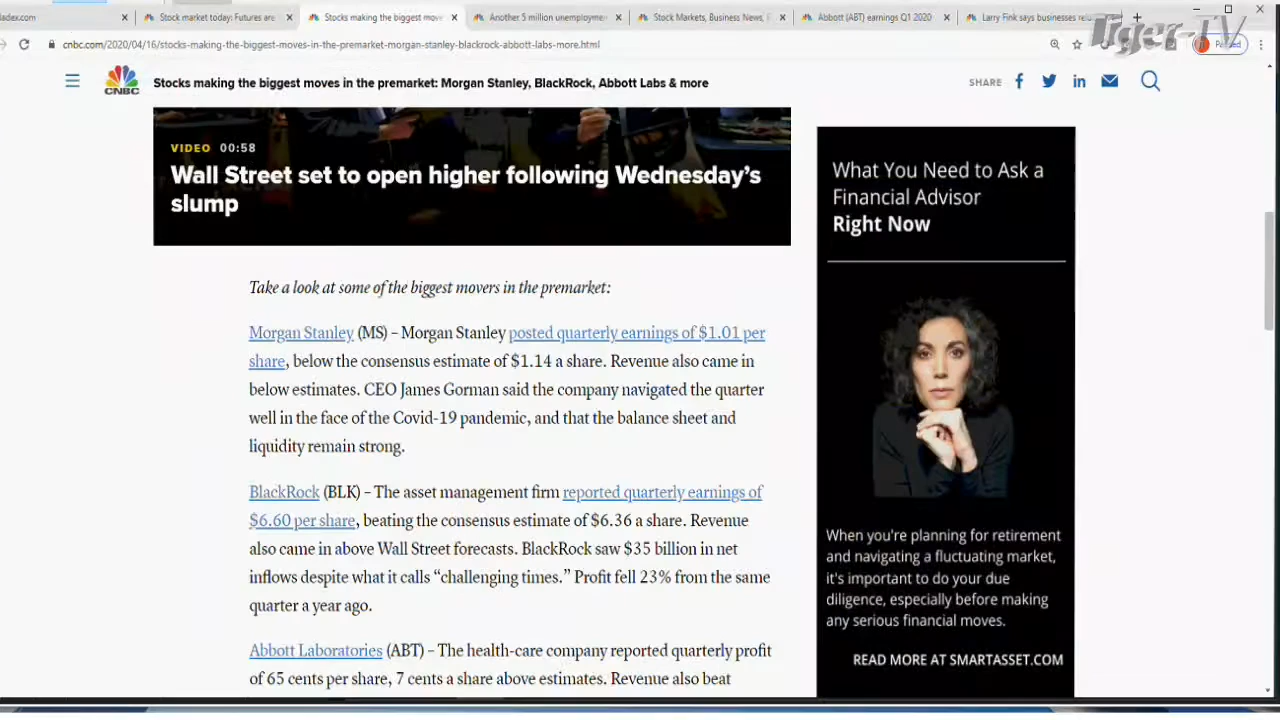 ladex.com
Stock market today: Futures are
Stocks making the biggest mov
Another 5 million unemployme
Stock Markets, Business News, F
Abbott (ABT) earnings Q1 2020
Larry Fink says businesses
Tiger-TV
cnbc.com/2020/04/16/stocks-making-the-biggest-moves-in-the-premarket-morgan-stanley-blackrock-abbott-labs-more.html
CNBC
Stocks making the biggest moves in the premarket: Morgan Stanley, BlackRock, Abbott Labs & more
SHARE
VIDEO 00:58
Wall Street set to open higher following Wednesday’s
slump
Take a look at some of the biggest movers in the premarket:
Morgan Stanley (MS) – Morgan Stanley posted quarterly earnings of $1.01 per
share, below the consensus estimate of $1.14 a share. Revenue also came in
below estimates. CEO James Gorman said the company navigated the quarter
well in the face of the Covid-19 pandemic, and that the balance sheet and
liquidity remain strong.
BlackRock (BLK) – The asset management firm reported quarterly earnings of
$6.60 per share, beating the consensus estimate of $6.36 a share. Revenue
also came in above Wall Street forecasts. BlackRock saw $35 billion in net
inflows despite what it calls “challenging times.” Profit fell 23% from the same
quarter a year ago.
Abbott Laboratories (ABT) – The health-care company reported quarterly profit
of 65 cents per share, 7 cents a share above estimates. Revenue also beat
What You Need to Ask a
Financial Advisor
Right Now
When you're planning for retirement
and navigating a fluctuating market,
it's important to do your due
diligence, especially before making
any serious financial moves.
READ MORE AT SMARTASSET.COM